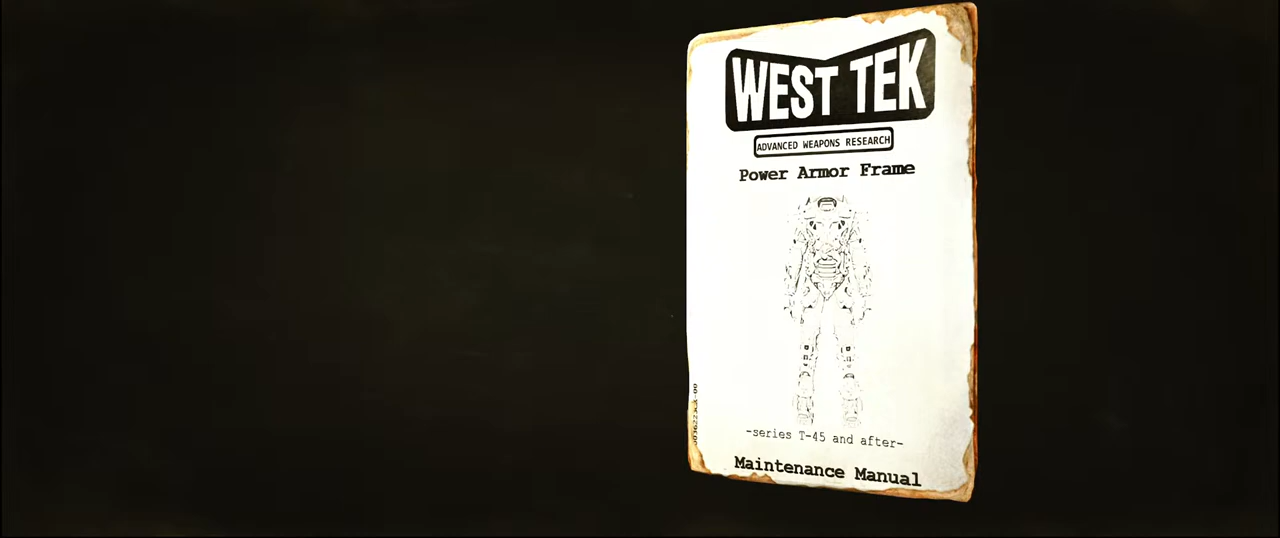 WEST TEK
ADVANCED WEAPONS RESEARCH
Power Armor Frame
-series T-45 and after-
Maintenance Manual